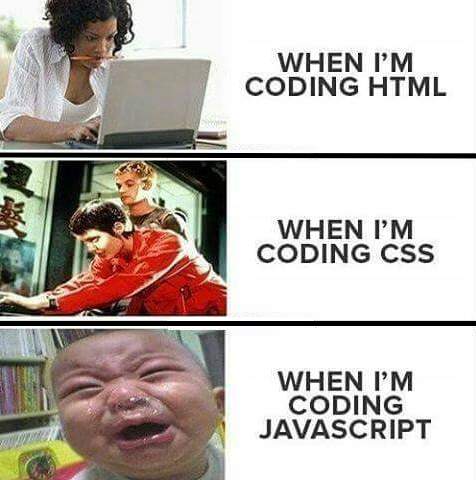 WHEN I'M
CODING HTML
WHEN I'M
CODING CSS
WHEN I'M
CODING
JAVASCRIPT